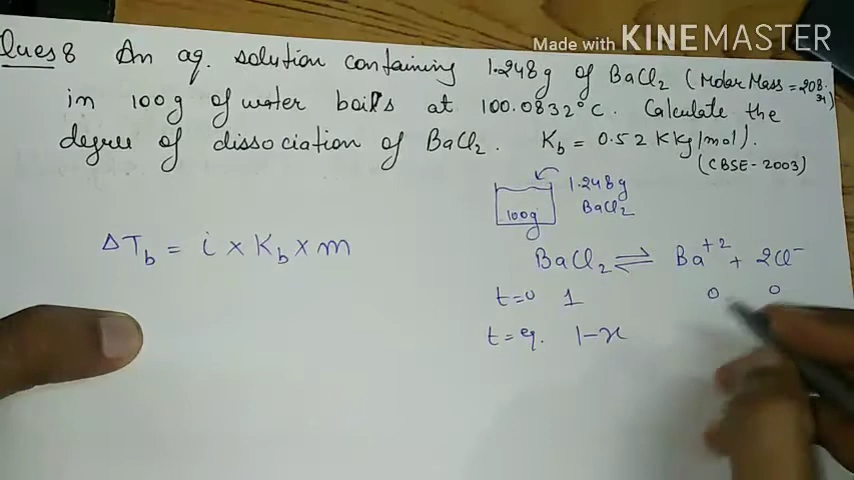 Made with KINEMASTER
Ques 8 An aq. solution containing 1.248g of BaCl2 (Molar Mass = 208.34)
in 100g of water boils at 100.0832°C. Calculate the
degree of dissociation of BaCl2. Kb = 0.52 K Kg/mol).
(CBSE-2003)
1.248g
BaCl2
100g
ΔTb = i × Kb × m
BaCl2 ⇌ Ba+2 + 2Cl-
t=0 1 0 0
t=eq. 1-x